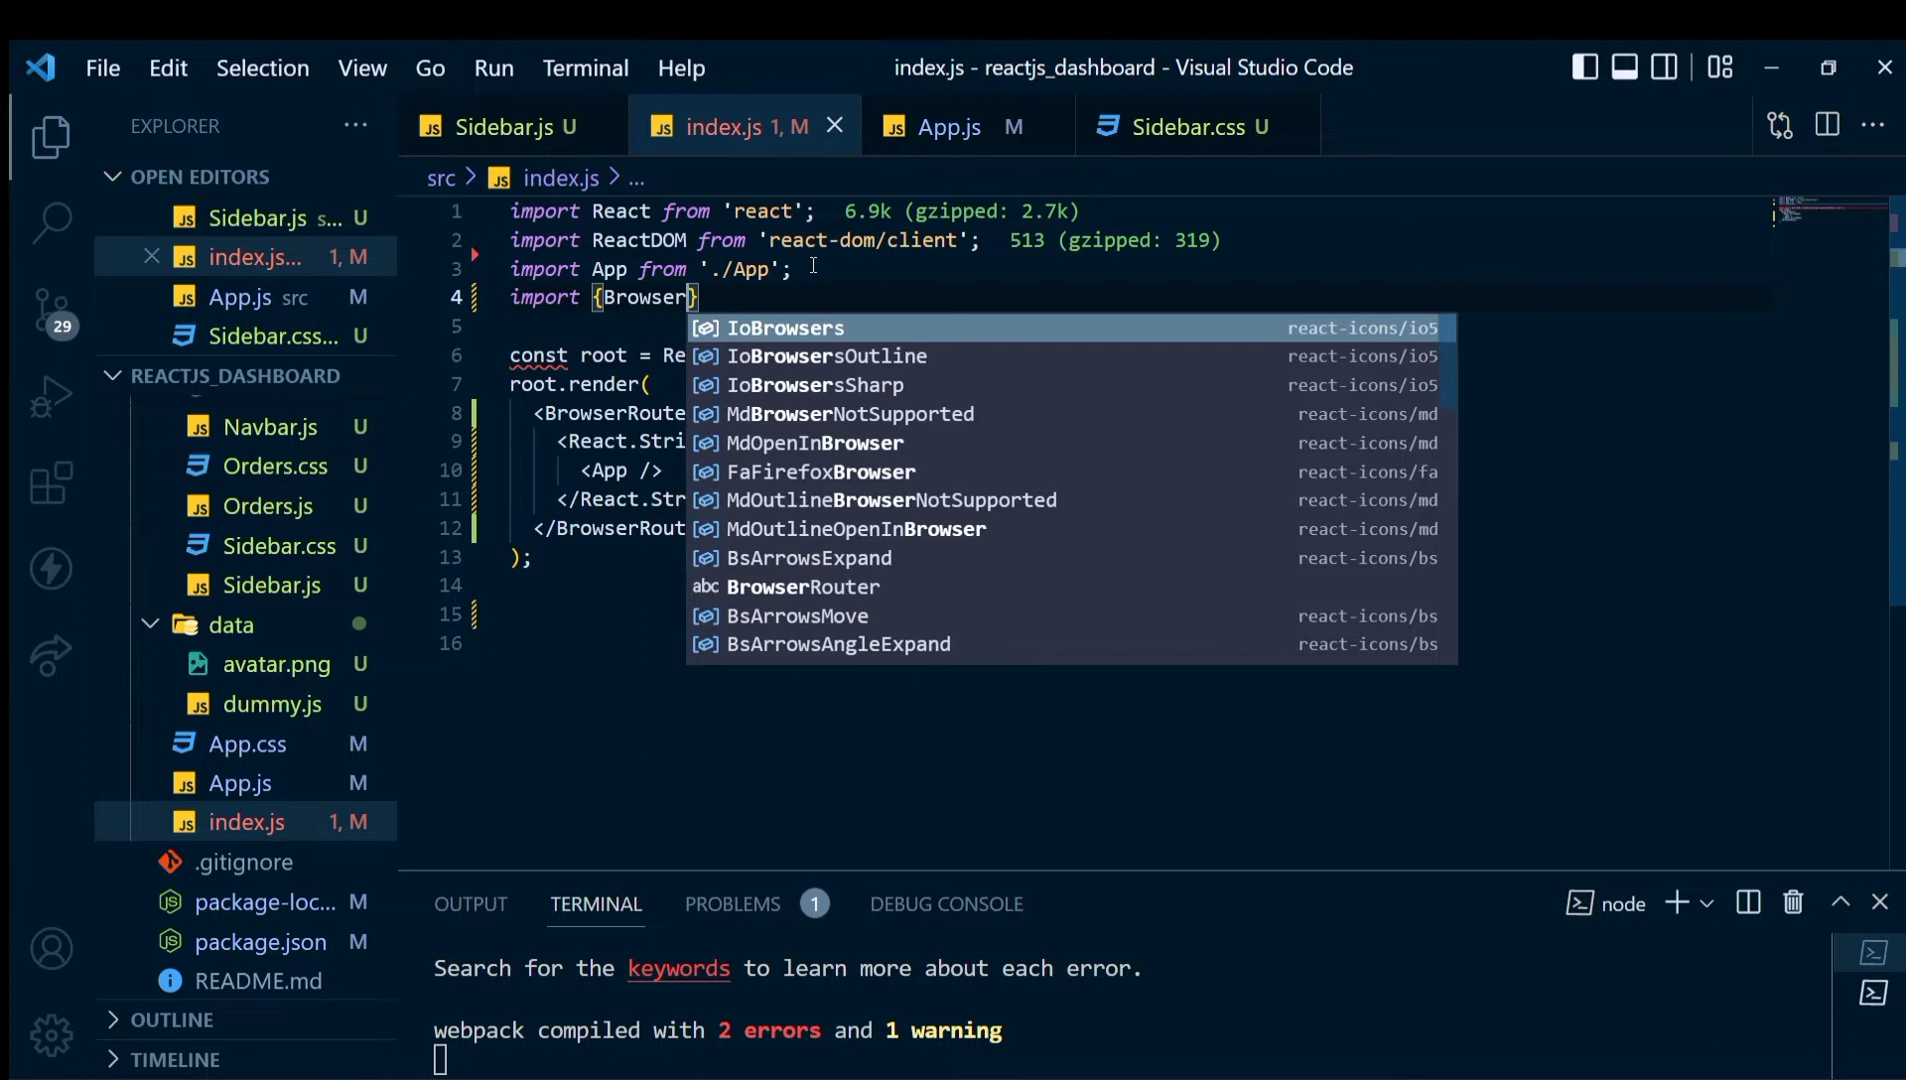 File Edit Selection View Go Run Terminal Help
index.js - reactjs_dashboard - Visual Studio Code
EXPLORER
OPEN EDITORS
Sidebar.js s... U
index.js... 1, M
App.js src M
Sidebar.css... U
29
REACTJS_DASHBOARD
Navbar.js U
Orders.css U
Orders.js U
Sidebar.css U
Sidebar.js U
data
avatar.png U
dummy.js U
App.css M
App.js M
index.js 1, M
.gitignore
package-loc... M
package.json M
README.md
OUTLINE
TIMELINE
Sidebar.js U
index.js 1, M
App.js M
Sidebar.css U
src > index.js > ...
1 import React from 'react'; 6.9k (gzipped: 2.7k)
2 import ReactDOM from 'react-dom/client'; 513 (gzipped: 319)
3 import App from './App';
4 import {Browser}
5
6 const root = Re
7 root.render(
8 <BrowserRoute
9 <React.Stri
10 <App />
11 </React.Str
12 </BrowserRout
13 );
14
15
16
IoBrowsers react-icons/io5
IoBrowsersOutline react-icons/io5
IoBrowsersSharp react-icons/io5
MdBrowserNotSupported react-icons/md
MdOpenInBrowser react-icons/md
FaFirefoxBrowser react-icons/fa
MdOutlineBrowserNotSupported react-icons/md
MdOutlineOpenInBrowser react-icons/md
BsArrowsExpand react-icons/bs
abc BrowserRouter
BsArrowsMove react-icons/bs
BsArrowsAngleExpand react-icons/bs
OUTPUT TERMINAL PROBLEMS 1 DEBUG CONSOLE
node
Search for the keywords to learn more about each error.
webpack compiled with 2 errors and 1 warning